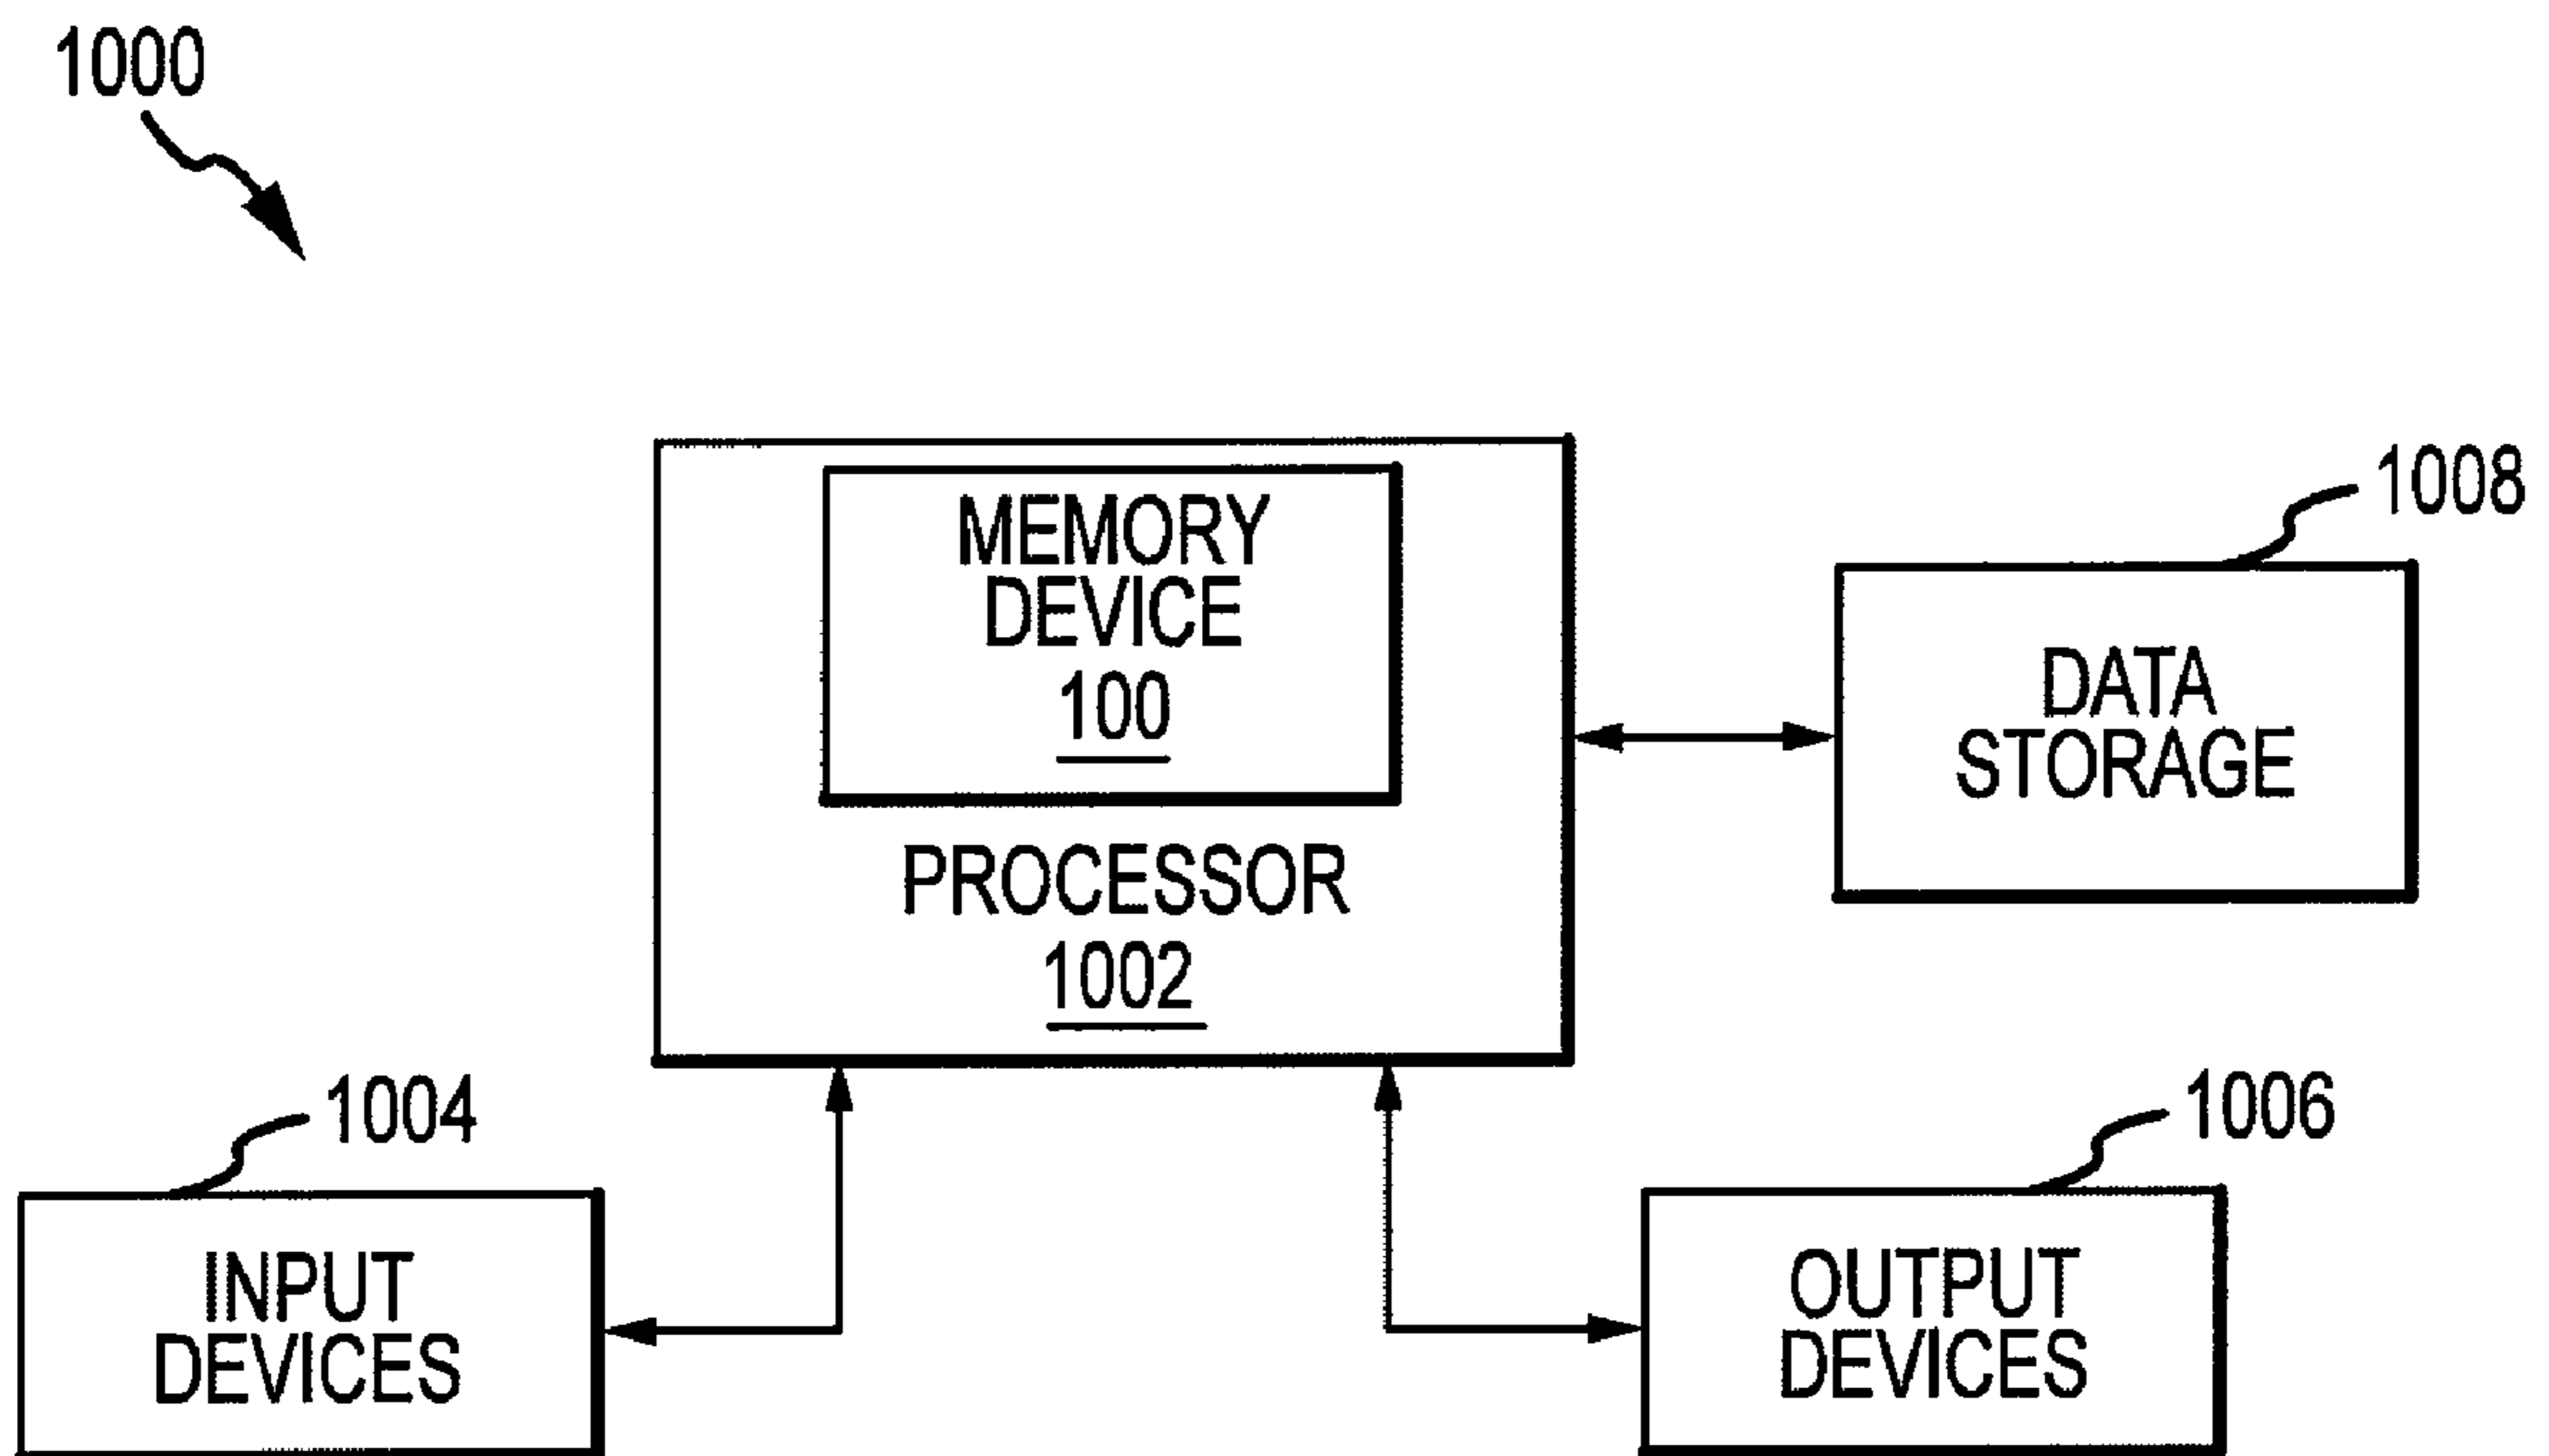 1000
MEMORY
DEVICE
100
PROCESSOR
1002
1008
DATA
STORAGE
1004
INPUT
DEVICES
1006
OUTPUT
DEVICES